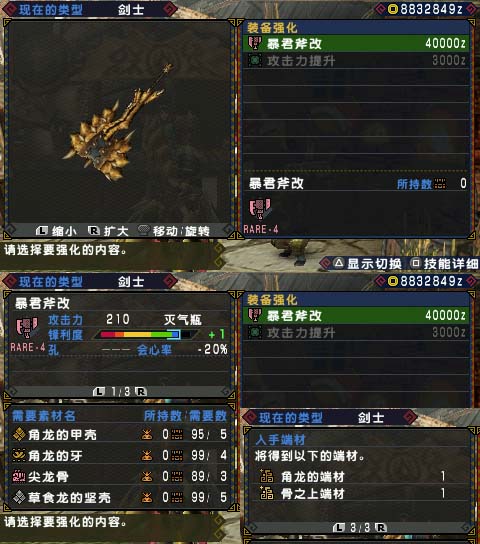 现在的类型 剑士
8832849z
装备强化
暴君斧改 40000z
攻击力提升 3000z
暴君斧改 所持数 0
RARE-4
L 缩小 R 扩大 移动/旋转
请选择要强化的内容。
△显示切换 □技能详细
现在的类型 剑士
8832849z
暴君斧改
攻击力 210 灭气瓶
锋利度 +1
RARE-4
孔 --- 会心率 -20%
L 1/3 R
装备强化
暴君斧改 40000z
攻击力提升 3000z
需要素材名 所持数 需要数
角龙的甲壳 0 95/ 5
角龙的牙 0 99/ 4
尖龙骨 0 89/ 3
草食龙的坚壳 0 99/ 5
请选择要强化的内容。
现在的类型 剑士
入手端材
将得到以下的端材。
角龙的端材 1
骨之上端材 1
L 3/3 R